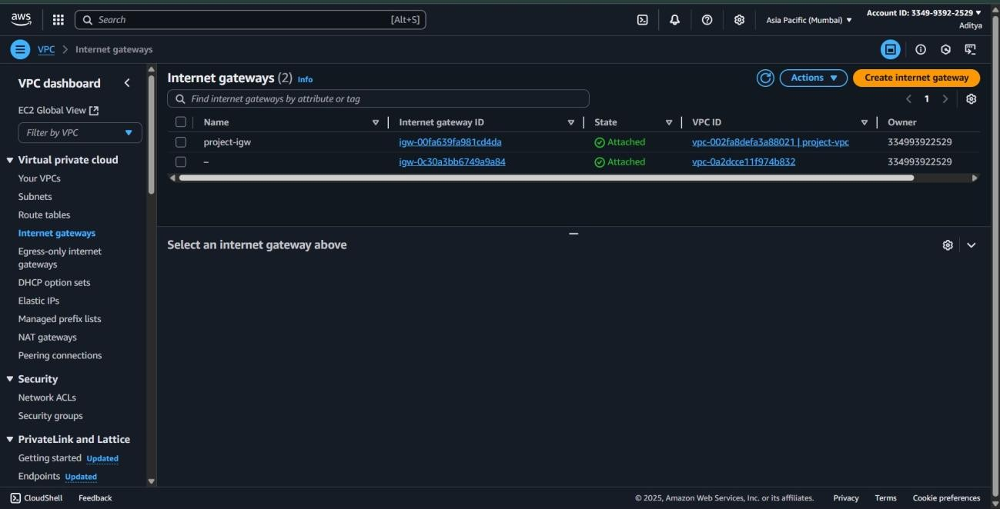 aws
Search [Alt+S]
Asia Pacific (Mumbai)
Account ID: 3349-9392-2529
Aditya
VPC > Internet gateways
VPC dashboard
EC2 Global View
Filter by VPC
Virtual private cloud
Your VPCs
Subnets
Route tables
Internet gateways
Egress-only internet
gateways
DHCP option sets
Elastic IPs
Managed prefix lists
NAT gateways
Peering connections
Security
Network ACLs
Security groups
PrivateLink and Lattice
Getting started Updated
Endpoints Updated
Internet gateways (2) Info
Actions
Create internet gateway
Find internet gateways by attribute or tag
1
Name Internet gateway ID State VPC ID Owner
project-igw igw-00fa639fa981cd4da Attached vpc-002fa8defa3a88021 | project-vpc 334993922529
– igw-0c30a3bb6749a9a84 Attached vpc-0a2dcce11f974b832 334993922529
Select an internet gateway above
CloudShell Feedback © 2025, Amazon Web Services, Inc. or its affiliates. Privacy Terms Cookie preferences